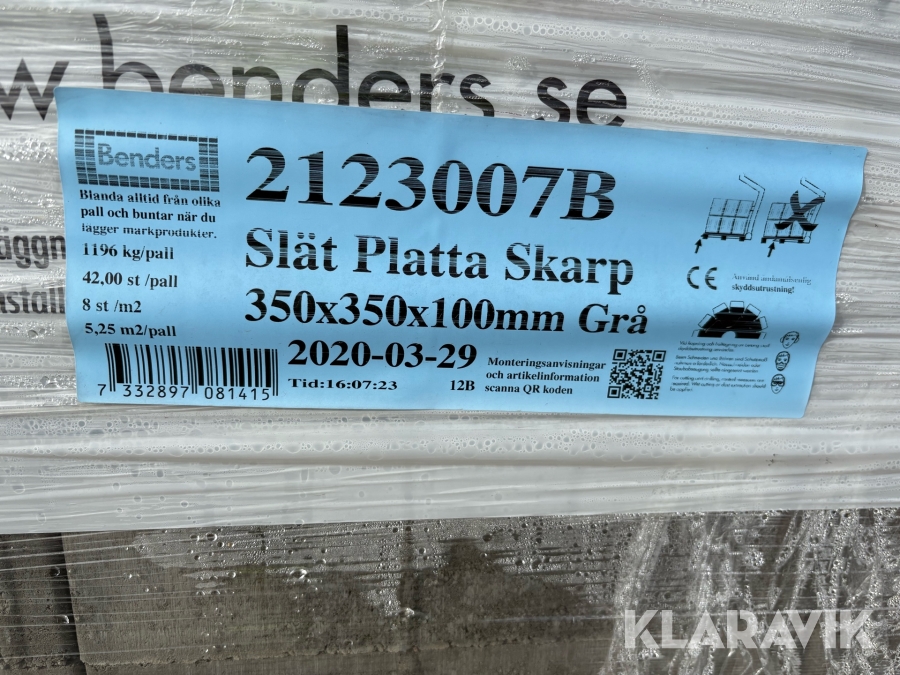 w.benders.se
Benders
Blanda alltid från olika
pall och buntar när du
lägger markprodukter.
1196 kg/pall
42,00 st /pall
8 st /m2
5,25 m2/pall
7 332897 081415
2123007B
Slät Platta Skarp
350x350x100mm Grå
2020-03-29
Tid:16:07:23
12B
Monteringsanvisningar
och artikelinformation
scanna QR koden
CE
Använd ändamålsenlig
skyddsutrustning!
äggn
nstall
KLARAVIK